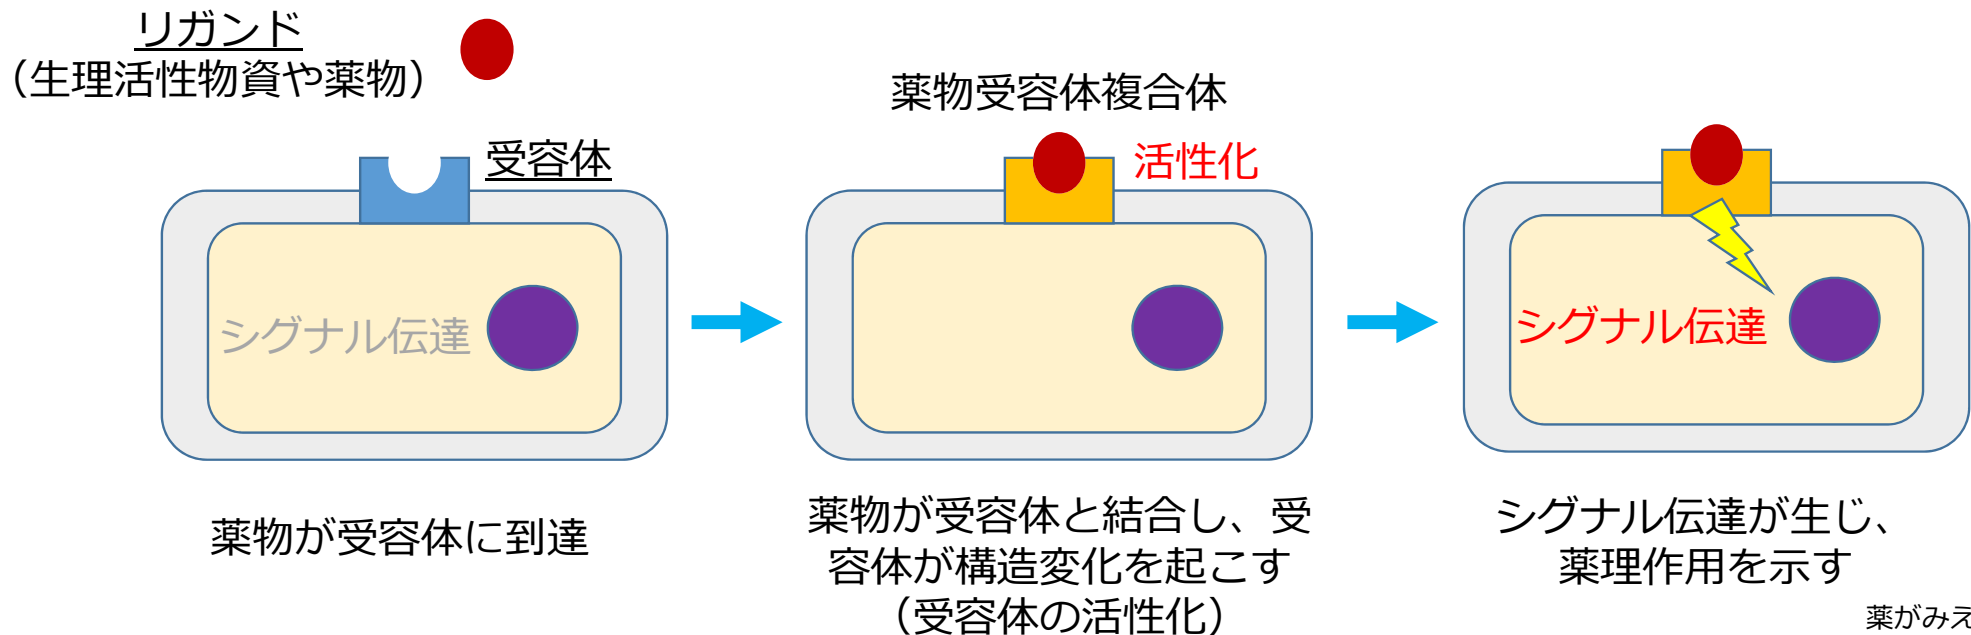 リガンド
（生理活性物資や薬物）
受容体
シグナル伝達
薬物が受容体に到達
薬物受容体複合体
活性化
薬物が受容体と結合し、受
容体が構造変化を起こす
（受容体の活性化）
シグナル伝達
シグナル伝達が生じ、
薬理作用を示す
薬がみえ